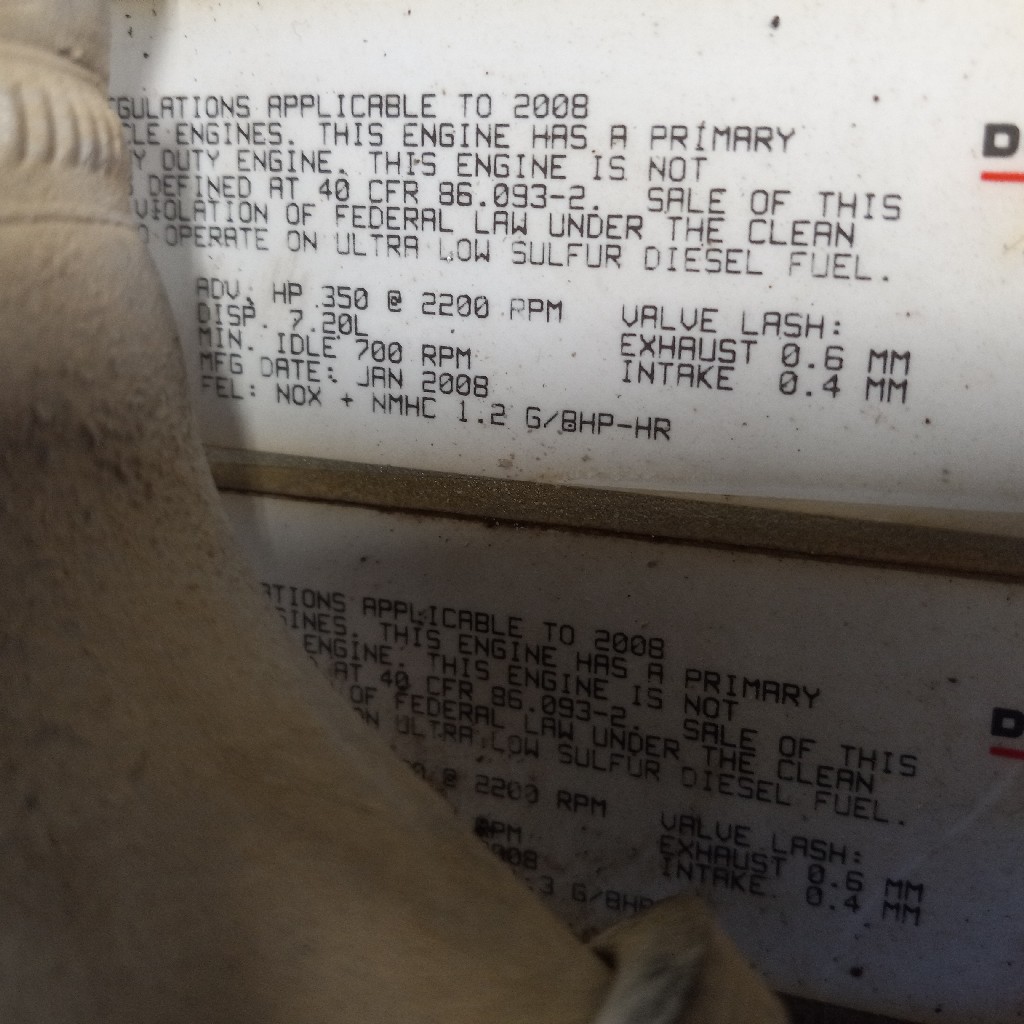 REGULATIONS APPLICABLE TO 2008
ENGINES. THIS ENGINE HAS A PRIMARY
DUTY ENGINE. THIS ENGINE IS NOT
DEFINED AT 40 CFR 86.093-2. SALE OF THIS
VIOLATION OF FEDERAL LAW UNDER THE CLEAN
OPERATE ON ULTRA LOW SULFUR DIESEL FUEL.
ADV. HP 350 @ 2200 RPM
DISP. 7.20L
MIN. IDLE 700 RPM
MFG DATE: JAN 2008
FEL: NOX + NMHC 1.2 G/BHP-HR
VALVE LASH:
EXHAUST 0.6 MM
INTAKE 0.4 MM
D
APPLICABLE TO 2008
THIS ENGINE HAS A PRIMARY
ENGINE. THIS ENGINE IS NOT
AT 40 CFR 86.093-2. SALE OF THIS
OF FEDERAL LAW UNDER THE CLEAN
ON ULTRA LOW SULFUR DIESEL FUEL.
@ 2200 RPM
RPM
VALVE LASH:
EXHAUST 0.6 MM
INTAKE 0.4 MM
D